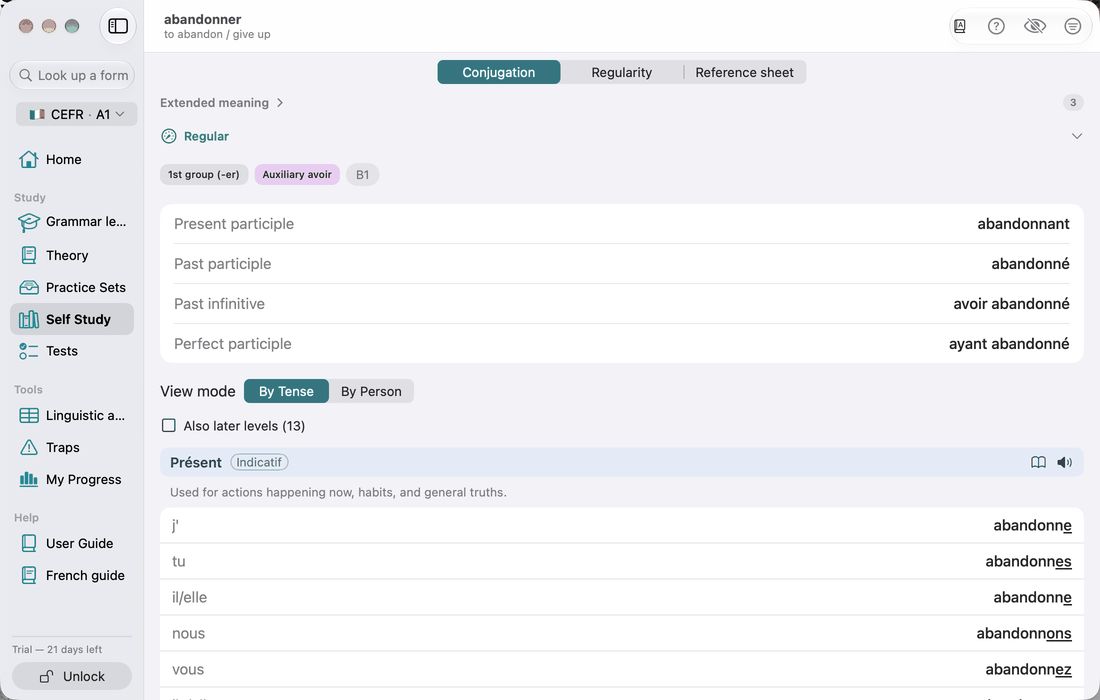 abandonner
to abandon / give up
Look up a form
CEFR · A1
Home
Study
Grammar le...
Theory
Practice Sets
Self Study
Tests
Tools
Linguistic a...
Traps
My Progress
Help
User Guide
French guide
Trial — 21 days left
Unlock
Conjugation Regularity Reference sheet
Extended meaning 3
Regular
1st group (-er) Auxiliary avoir B1
Present participle abandonnant
Past participle abandonné
Past infinitive avoir abandonné
Perfect participle ayant abandonné
View mode By Tense By Person
Also later levels (13)
Présent Indicatif
Used for actions happening now, habits, and general truths.
j' abandonne
tu abandonnes
il/elle abandonne
nous abandonnons
vous abandonnez